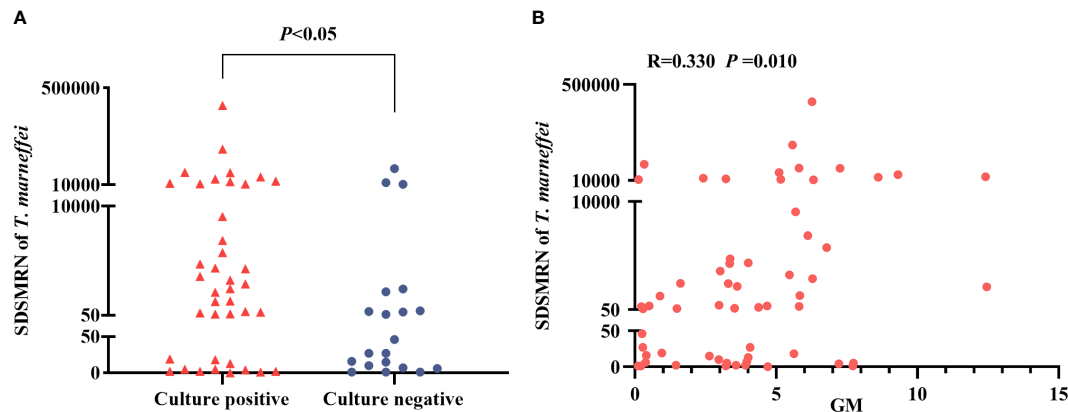 A
P<0.05
SDSMRN of T. marneffei
500000
10000
10000
50
50
0
Culture positive
Culture negative
B
R=0.330 P =0.010
SDSMRN of T. marneffei
500000
10000
10000
50
50
0
0
5
10
15
GM